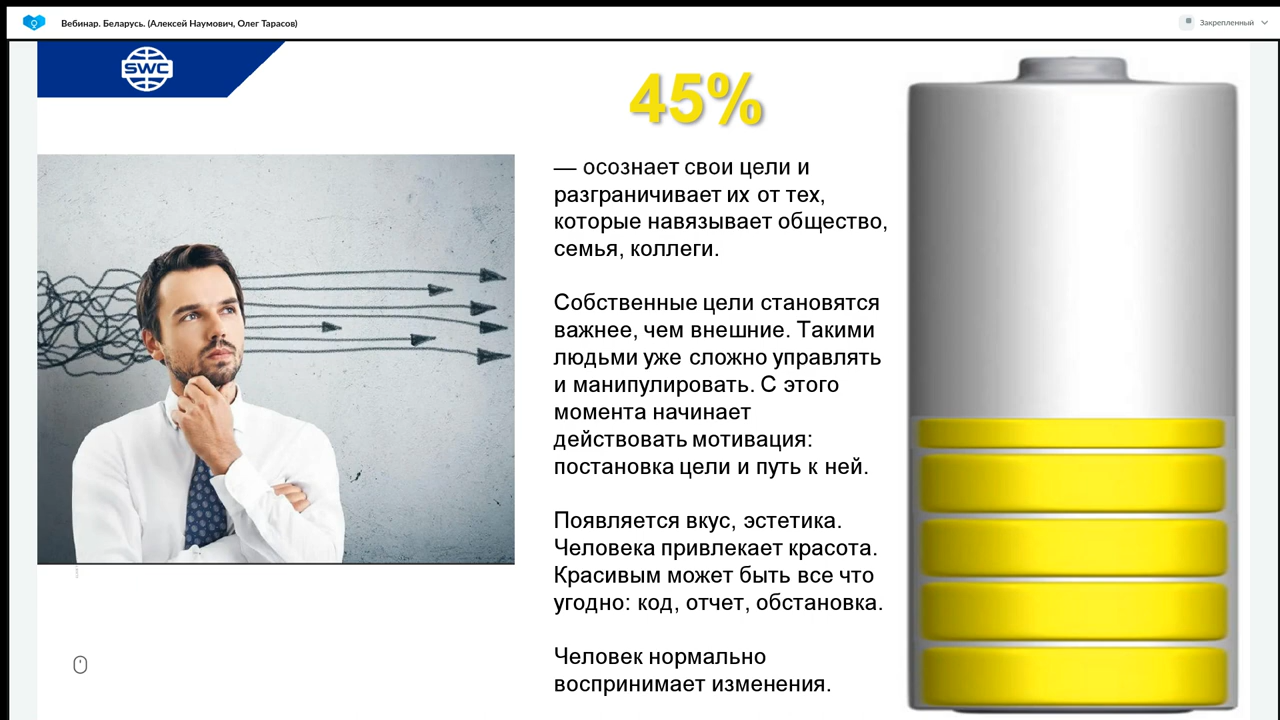 Вебинар. Беларусь. (Алексей Наумович, Олег Тарасов)
Закрепленный
SWC
45%
— осознает свои цели и
разграничивает их от тех,
которые навязывает общество,
семья, коллеги.
Собственные цели становятся
важнее, чем внешние. Такими
людьми уже сложно управлять
и манипулировать. С этого
момента начинает
действовать мотивация:
постановка цели и путь к ней.
Появляется вкус, эстетика.
Человека привлекает красота.
Красивым может быть все что
угодно: код, отчет, обстановка.
Человек нормально
воспринимает изменения.